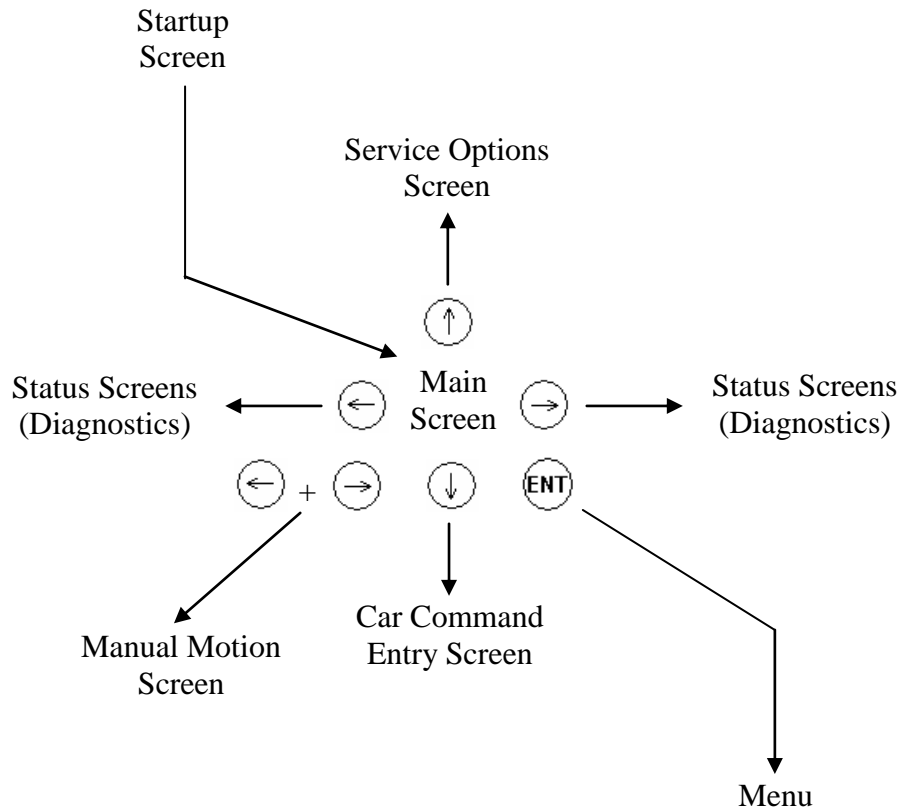 Startup
Screen
Service Options
Screen
↑
Status Screens
(Diagnostics)
←
Main
Screen
→
Status Screens
(Diagnostics)
← + →
↓
ENT
Manual Motion
Screen
Car Command
Entry Screen
Menu